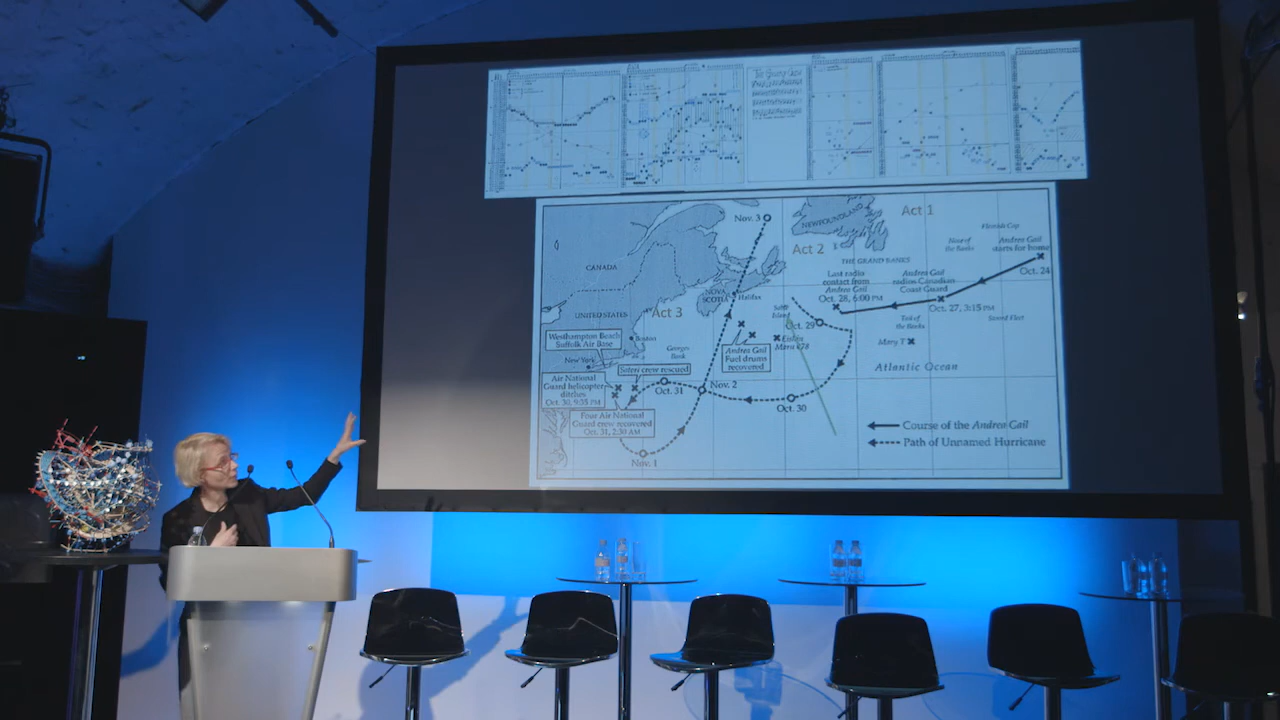 Nov. 3
NEWFOUNDLAND
Act 1
Act 2
Flemish Cap
Nose of
the Banks
Andrea Gail
starts for home
Oct. 24
THE GRAND BANKS
CANADA
Last radio
contact from
Andrea Gail
Oct. 28, 6:00 PM
Andrea Gail
radios Canadian
Coast Guard
Oct. 27, 3:15 PM
NOVA
SCOTIA
Halifax
UNITED STATES
Act 3
Sable
Island
Oct. 29
Tail of
the Banks
Sword Fleet
Westhampton Beach
Suffolk Air Base
Boston
Georges
Bank
Andrea Gail
Fuel drums
recovered
Mary T
New York
Satori crew rescued
Atlantic Ocean
Air National
Guard helicopter
ditches
Oct. 30, 9:35 PM
Oct. 31
Nov. 2
Oct. 30
Four Air National
Guard crew recovered
Oct. 31, 2:30 AM
Course of the Andrea Gail
Path of Unnamed Hurricane
Nov. 1